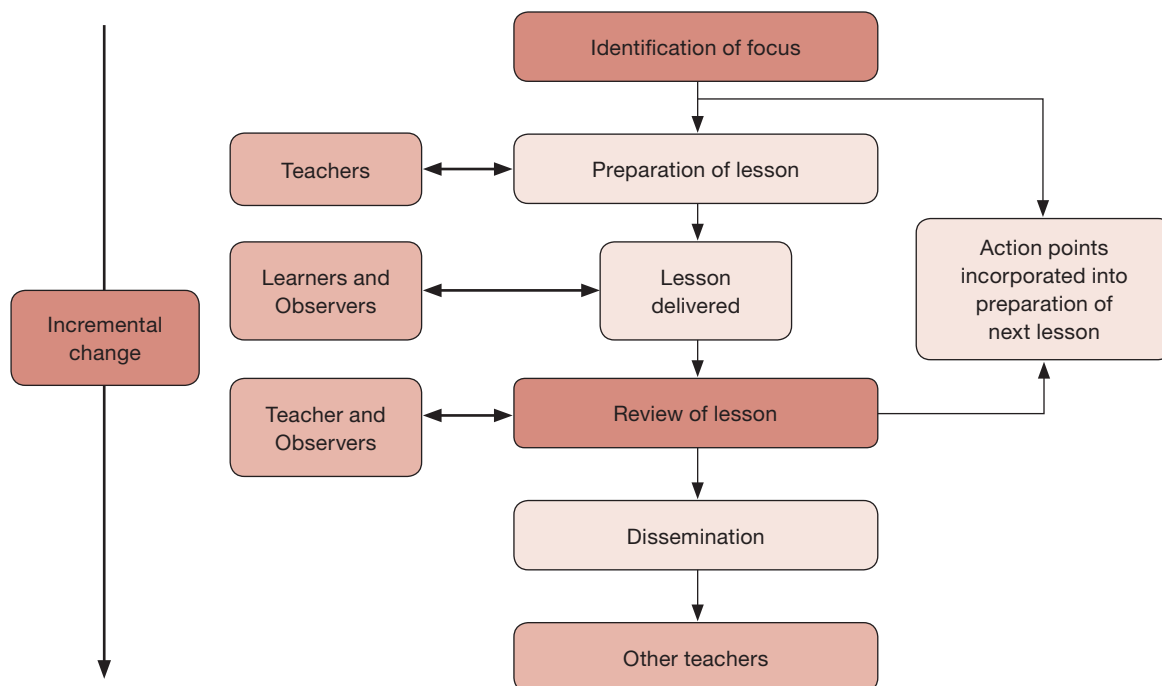 Identification of focus
Teachers
Preparation of lesson
Learners and
Observers
Lesson
delivered
Action points
incorporated into
preparation of
next lesson
Incremental
change
Teacher and
Observers
Review of lesson
Dissemination
Other teachers